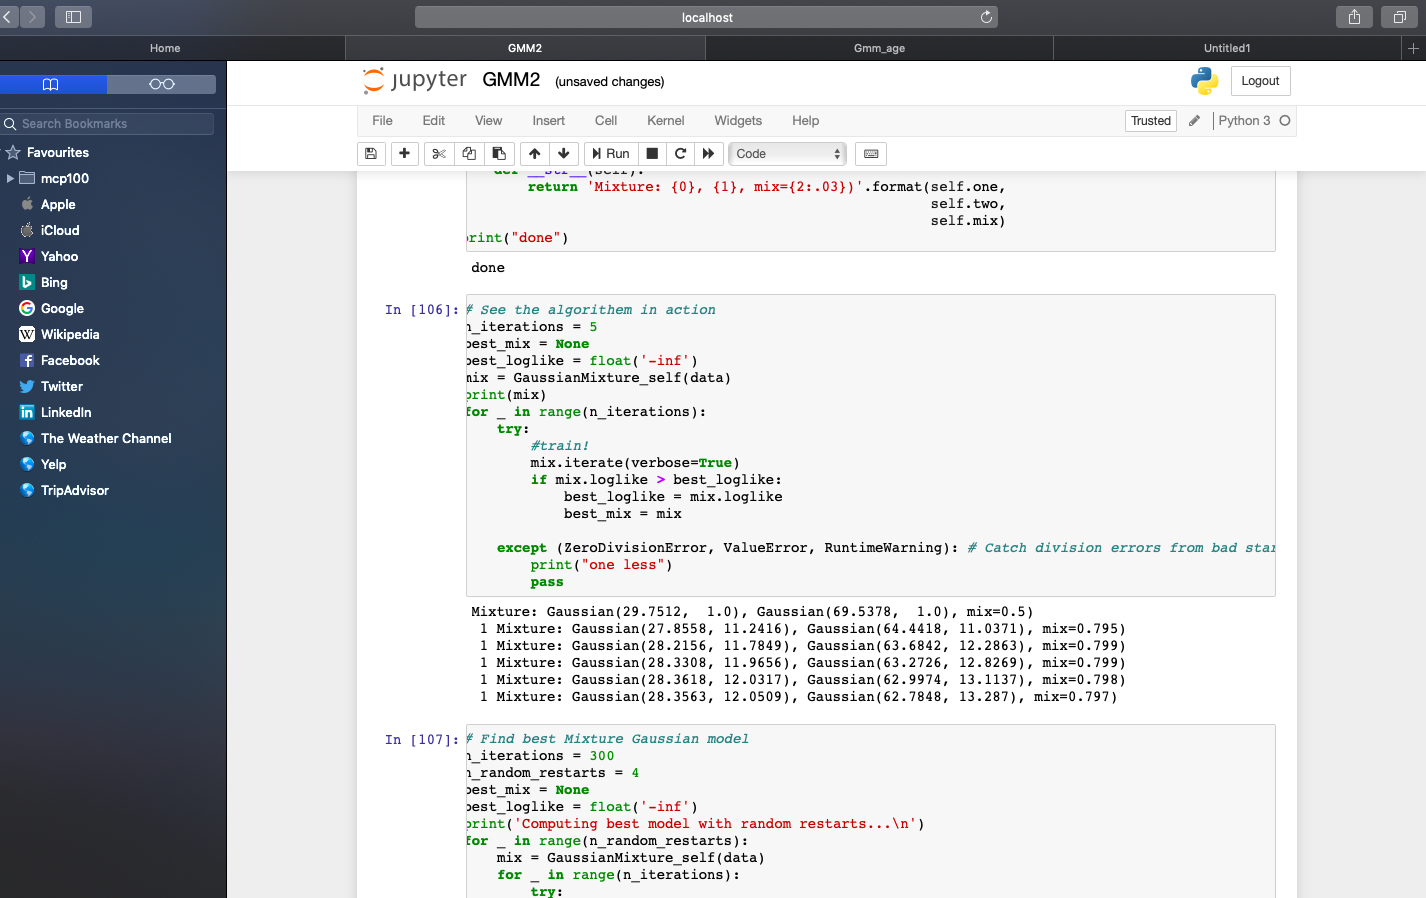 localhost
Home
GMM2
Gmm_age
Untitled1
Search Bookmarks
Favourites
mcp100
Apple
iCloud
Yahoo
Bing
Google
Wikipedia
Facebook
Twitter
LinkedIn
The Weather Channel
Yelp
TripAdvisor
jupyter GMM2 (unsaved changes)
Logout
File Edit View Insert Cell Kernel Widgets Help
Trusted Python 3
Run Code
def __str__(self):
return 'Mixture: {0}, {1}, mix={2:.03})'.format(self.one,
self.two,
self.mix)
rint("done")
done
In [106]: # See the algorithem in action
n_iterations = 5
best_mix = None
best_loglike = float('-inf')
mix = GaussianMixture_self(data)
print(mix)
for _ in range(n_iterations):
try:
#train!
mix.iterate(verbose=True)
if mix.loglike > best_loglike:
best_loglike = mix.loglike
best_mix = mix
except (ZeroDivisionError, ValueError, RuntimeWarning): # Catch division errors from bad star
print("one less")
pass
Mixture: Gaussian(29.7512, 1.0), Gaussian(69.5378, 1.0), mix=0.5)
1 Mixture: Gaussian(27.8558, 11.2416), Gaussian(64.4418, 11.0371), mix=0.795)
1 Mixture: Gaussian(28.2156, 11.7849), Gaussian(63.6842, 12.2863), mix=0.799)
1 Mixture: Gaussian(28.3308, 11.9656), Gaussian(63.2726, 12.8269), mix=0.799)
1 Mixture: Gaussian(28.3618, 12.0317), Gaussian(62.9974, 13.1137), mix=0.798)
1 Mixture: Gaussian(28.3563, 12.0509), Gaussian(62.7848, 13.287), mix=0.797)
In [107]: # Find best Mixture Gaussian model
n_iterations = 300
n_random_restarts = 4
best_mix = None
best_loglike = float('-inf')
print('Computing best model with random restarts...\n')
for _ in range(n_random_restarts):
mix = GaussianMixture_self(data)
for _ in range(n_iterations):
try: